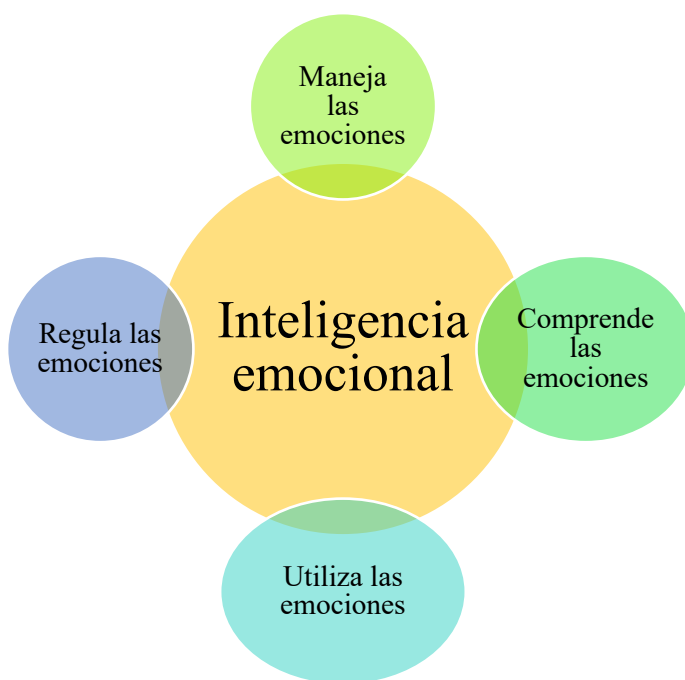 Maneja
las
emociones
Inteligencia
emocional
Comprende
las
emociones
Utiliza las
emociones
Regula las
emociones